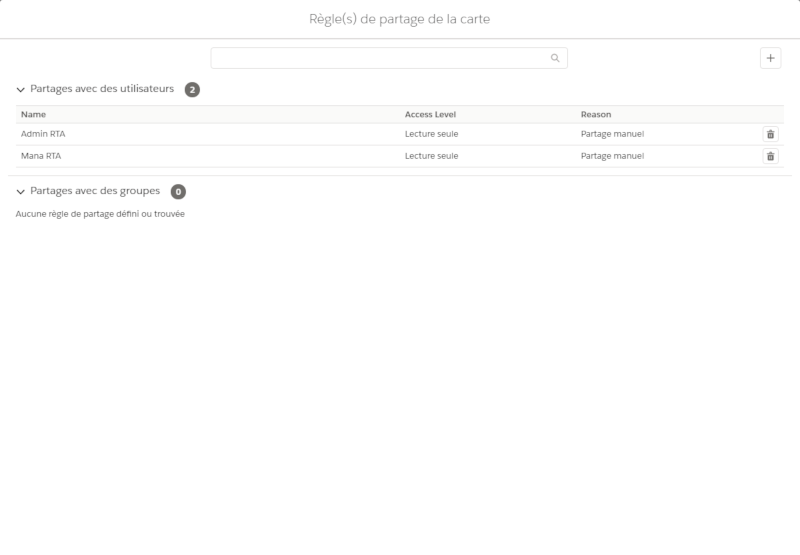 Règle(s) de partage de la carte
Partages avec des utilisateurs 2
Name Access Level Reason
Admin RTA Lecture seule Partage manuel
Mana RTA Lecture seule Partage manuel
Partages avec des groupes 0
Aucune règle de partage défini ou trouvée